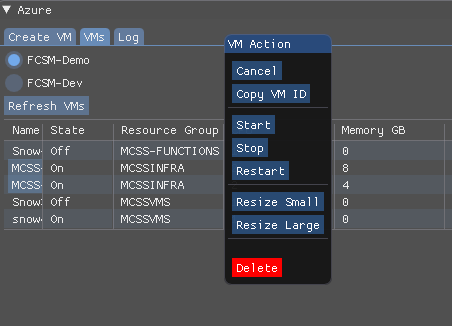 Azure
Create VM VMs Log
FCSM-Demo
FCSM-Dev
Refresh VMs
Name State Resource Group Memory GB
Snow Off MCSS-FUNCTIONS 0
MCSS- On MCSSINFRA 8
MCSS- On MCSSINFRA 4
Snow Off MCSSVMS 0
snow On MCSSVMS 0
VM Action
Cancel
Copy VM ID
Start
Stop
Restart
Resize Small
Resize Large
Delete